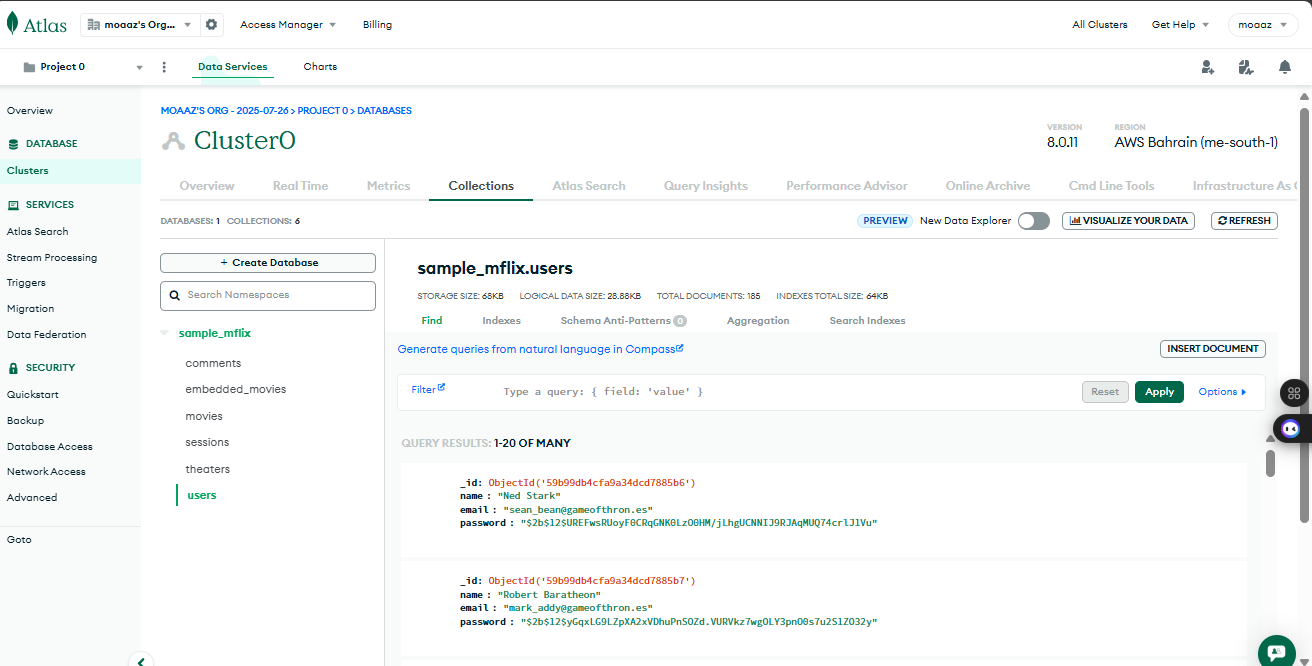 Atlas
moaaz's Org...
Access Manager
Billing
All Clusters
Get Help
moaaz
Project 0
Data Services
Charts
Overview
DATABASE
Clusters
SERVICES
Atlas Search
Stream Processing
Triggers
Migration
Data Federation
SECURITY
Quickstart
Backup
Database Access
Network Access
Advanced
Goto
MOAAZ'S ORG - 2025-07-26 > PROJECT 0 > DATABASES
Cluster0
VERSION
8.0.11
REGION
AWS Bahrain (me-south-1)
Overview
Real Time
Metrics
Collections
Atlas Search
Query Insights
Performance Advisor
Online Archive
Cmd Line Tools
Infrastructure As
DATABASES: 1 COLLECTIONS: 6
PREVIEW
New Data Explorer
VISUALIZE YOUR DATA
REFRESH
+ Create Database
Search Namespaces
sample_mflix
comments
embedded_movies
movies
sessions
theaters
users
sample_mflix.users
STORAGE SIZE: 68KB LOGICAL DATA SIZE: 28.88KB TOTAL DOCUMENTS: 185 INDEXES TOTAL SIZE: 64KB
Find
Indexes
Schema Anti-Patterns 0
Aggregation
Search Indexes
Generate queries from natural language in Compass
INSERT DOCUMENT
Filter
Type a query: { field: 'value' }
Reset
Apply
Options
QUERY RESULTS: 1-20 OF MANY
_id: ObjectId('59b99db4cfa9a34dcd7885b6')
name : "Ned Stark"
email : "sean_bean@gameofthron.es"
password : "$2b$12$UREFwsRUoyF0CRqGNK0LzO0HM/jLhgUCNNIJ9RJAqMUQ74crlJ1Vu"
_id: ObjectId('59b99db4cfa9a34dcd7885b7')
name : "Robert Baratheon"
email : "mark_addy@gameofthron.es"
password : "$2b$12$yGqxLG9LZpXA2xVDhuPnSOZd.VURVkz7wgOLY3pnO0s7u2S1ZO32y"